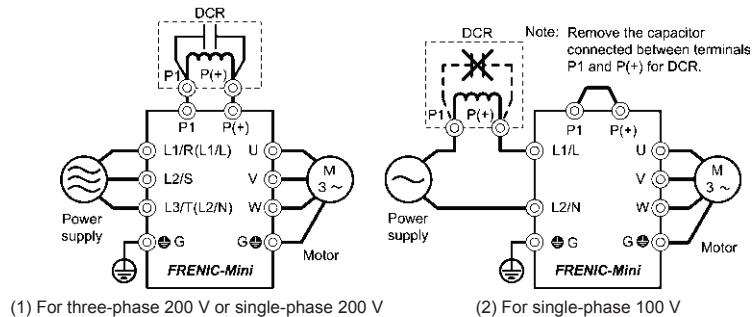 DCR
P1 P(+)
P1 P(+)
L1/R(L1/L) U
L2/S V
L3/T(L2/N) W
G G
M
3 ~
Power
supply
Motor
FRENIC-Mini
(1) For three-phase 200 V or single-phase 200 V
DCR
Note: Remove the capacitor
connected between terminals
P1 and P(+) for DCR.
P1 P(+)
P1 P(+)
L1/L U
V
L2/N W
G G
M
3 ~
Power
supply
Motor
FRENIC-Mini
(2) For single-phase 100 V